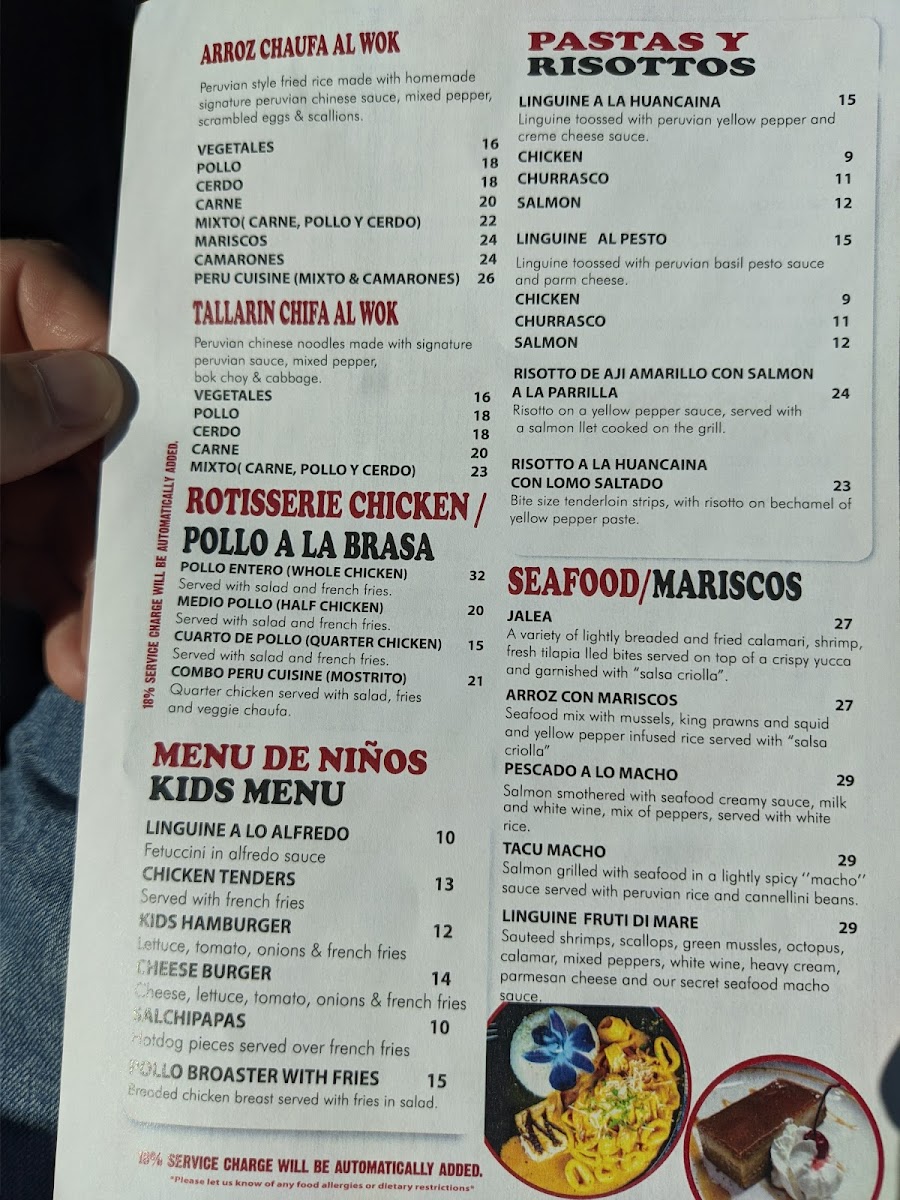 ARROZ CHAUFA AL WOK
Peruvian style fried rice made with homemade
signature peruvian chinese sauce, mixed pepper,
scrambled eggs & scallions.
VEGETALES 16
POLLO 18
CERDO 18
CARNE 20
MIXTO( CARNE, POLLO Y CERDO) 22
MARISCOS 24
CAMARONES 24
PERU CUISINE (MIXTO & CAMARONES) 26
TALLARIN CHIFA AL WOK
Peruvian chinese noodles made with signature
peruvian sauce, mixed pepper,
bok choy & cabbage.
VEGETALES 16
POLLO 18
CERDO 18
CARNE 20
MIXTO( CARNE, POLLO Y CERDO) 23
18% SERVICE CHARGE WILL BE AUTOMATICALLY ADDED.
ROTISSERIE CHICKEN /
POLLO A LA BRASA
POLLO ENTERO (WHOLE CHICKEN) 32
Served with salad and french fries.
MEDIO POLLO (HALF CHICKEN) 20
Served with salad and french fries.
CUARTO DE POLLO (QUARTER CHICKEN) 15
Served with salad and french fries.
COMBO PERU CUISINE (MOSTRITO) 21
Quarter chicken served with salad, fries
and veggie chaufa.
MENU DE NIÑOS
KIDS MENU
LINGUINE A LO ALFREDO 10
Fetuccini in alfredo sauce
CHICKEN TENDERS 13
Served with french fries
KIDS HAMBURGER 12
Lettuce, tomato, onions & french fries
CHEESE BURGER 14
Cheese, lettuce, tomato, onions & french fries
SALCHIPAPAS 10
Hotdog pieces served over french fries
POLLO BROASTER WITH FRIES 15
Breaded chicken breast served with fries in salad.
18% SERVICE CHARGE WILL BE AUTOMATICALLY ADDED.
*Please let us know of any food allergies or dietary restrictions*
PASTAS Y
RISOTTOS
LINGUINE A LA HUANCAINA 15
Linguine toossed with peruvian yellow pepper and
creme cheese sauce.
CHICKEN 9
CHURRASCO 11
SALMON 12
LINGUINE AL PESTO 15
Linguine toossed with peruvian basil pesto sauce
and parm cheese.
CHICKEN 9
CHURRASCO 11
SALMON 12
RISOTTO DE AJI AMARILLO CON SALMON
A LA PARRILLA 24
Risotto on a yellow pepper sauce, served with
a salmon llet cooked on the grill.
RISOTTO A LA HUANCAINA
CON LOMO SALTADO 23
Bite size tenderloin strips, with risotto on bechamel of
yellow pepper paste.
SEAFOOD/MARISCOS
JALEA 27
A variety of lightly breaded and fried calamari, shrimp,
fresh tilapia lled bites served on top of a crispy yucca
and garnished with "salsa criolla".
ARROZ CON MARISCOS 27
Seafood mix with mussels, king prawns and squid
and yellow pepper infused rice served with "salsa
criolla"
PESCADO A LO MACHO 29
Salmon smothered with seafood creamy sauce, milk
and white wine, mix of peppers, served with white
rice.
TACU MACHO 29
Salmon grilled with seafood in a lightly spicy ''macho''
sauce served with peruvian rice and cannellini beans.
LINGUINE FRUTI DI MARE 29
Sauteed shrimps, scallops, green mussles, octopus,
calamar, mixed peppers, white wine, heavy cream,
parmesan cheese and our secret seafood macho
sauce.